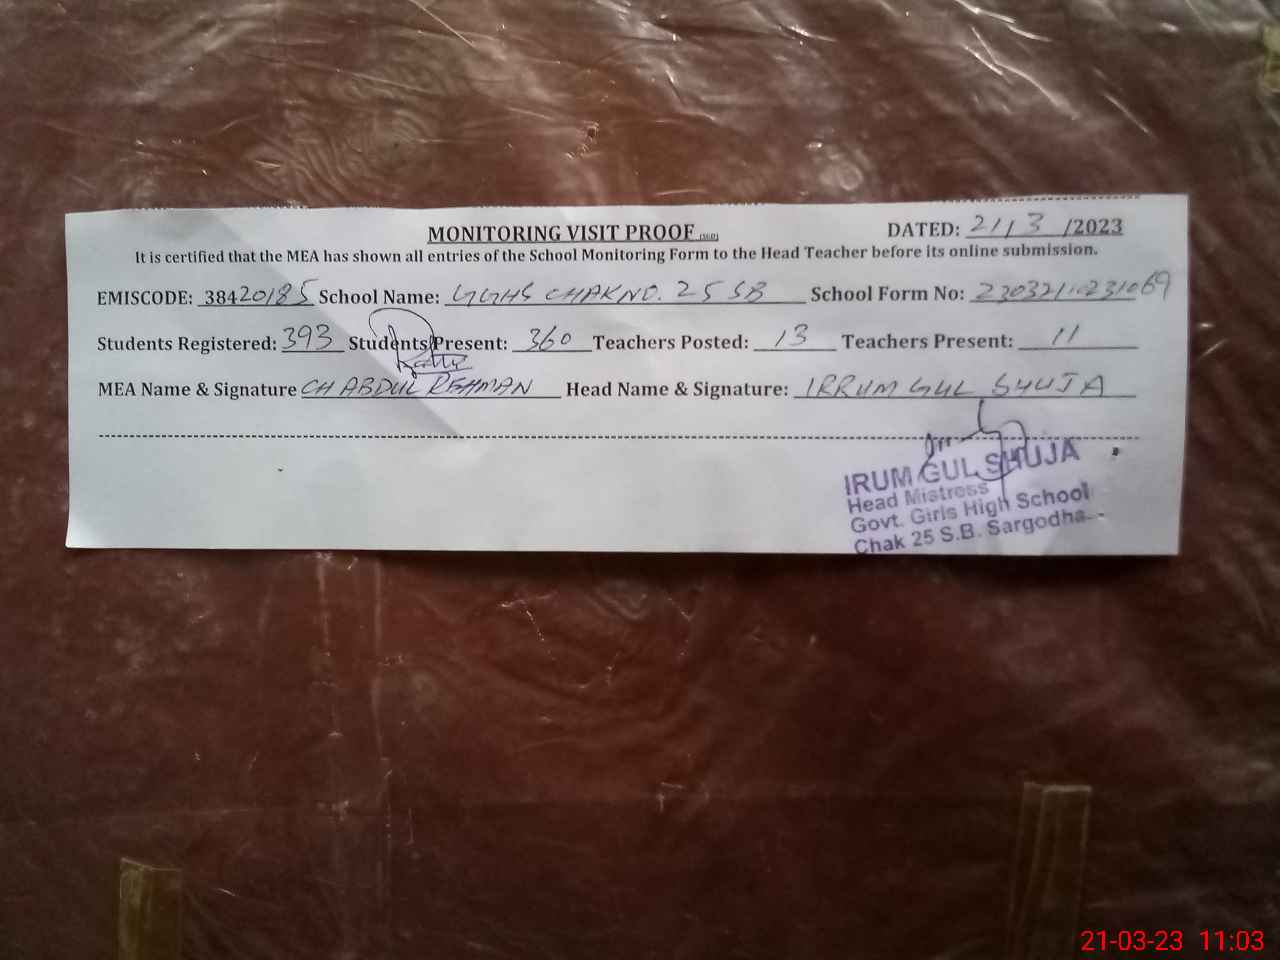 MONITORING VISIT PROOF (SGD) DATED: 21/3/2023
It is certified that the MEA has shown all entries of the School Monitoring Form to the Head Teacher before its online submission.
EMISCODE: 38420185 School Name: GGHS CHAK NO. 25 SB School Form No:
Students Registered: 393 Students Present: 360 Teachers Posted: 13 Teachers Present: 11
MEA Name & Signature CH ABDUL REHMAN Head Name & Signature: IRRUM GUL SHUJA
IRUM GUL SHUJA
Head Mistress
Govt. Girls High School
Chak 25 S.B. Sargodha
21-03-23 11:03